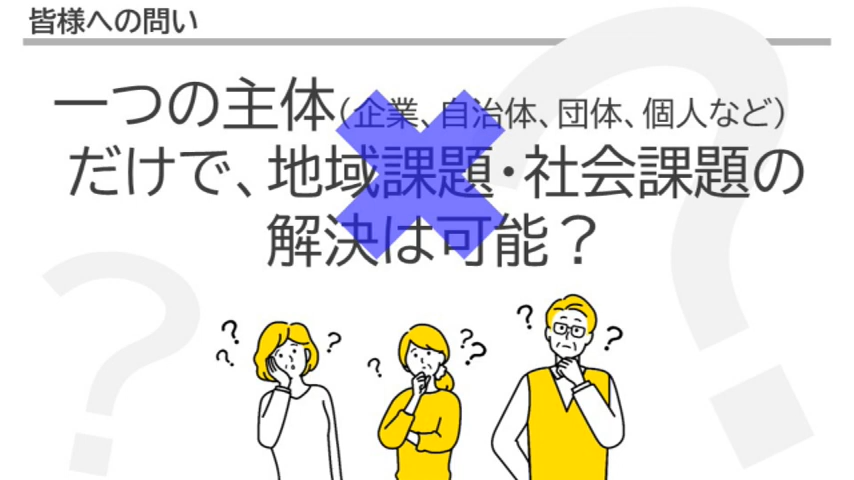 皆様への問い
一つの主体(企業、自治体、団体、個人など)
だけで、地域課題・社会課題の
解決は可能？
? ? ? ? ? ? ? ? ?